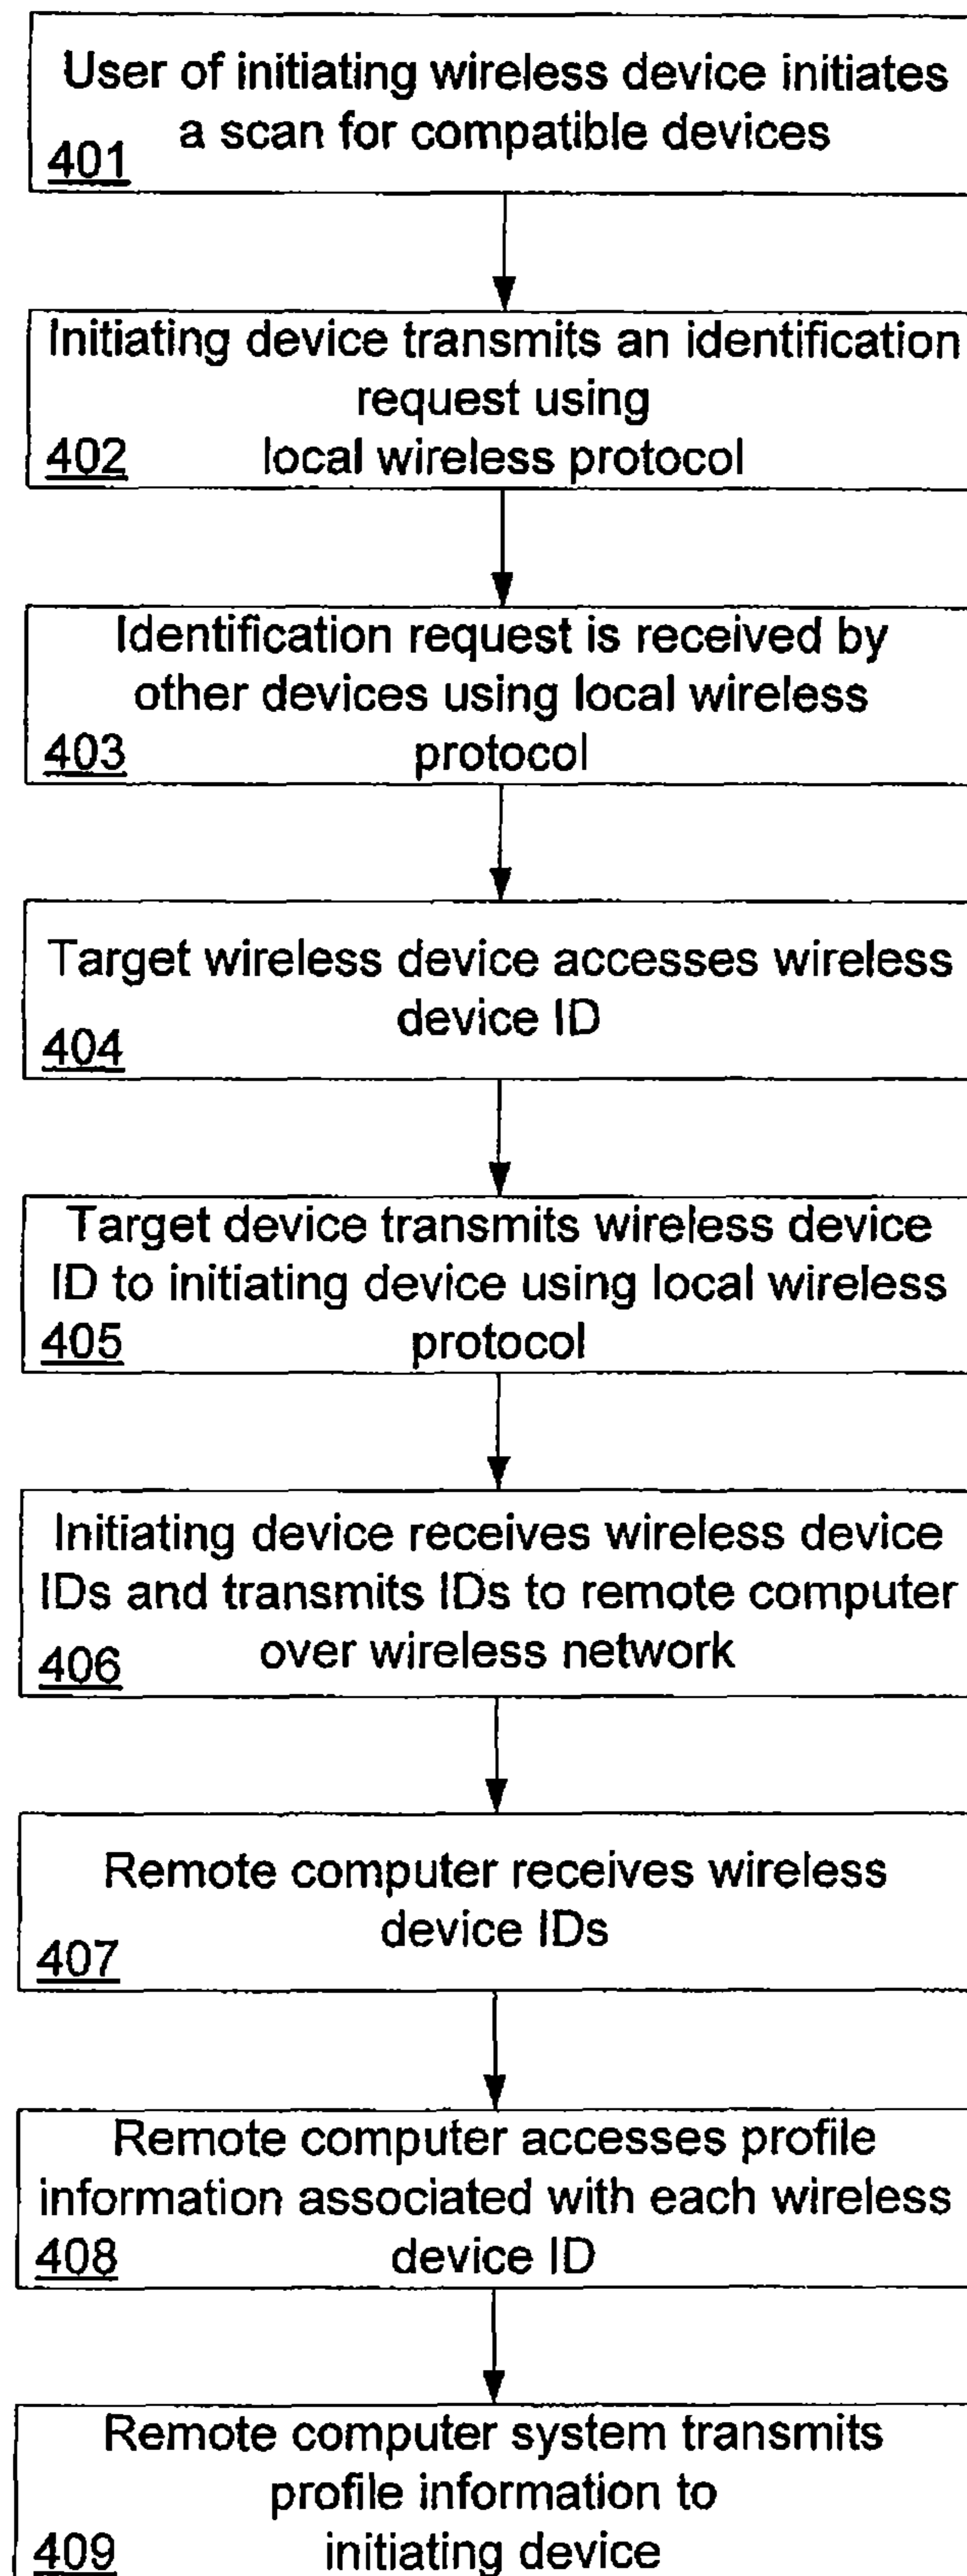 User of initiating wireless device initiates
a scan for compatible devices
401
Initiating device transmits an identification
request using
local wireless protocol
402
Identification request is received by
other devices using local wireless
protocol
403
Target wireless device accesses wireless
device ID
404
Target device transmits wireless device
ID to initiating device using local wireless
protocol
405
Initiating device receives wireless device
IDs and transmits IDs to remote computer
over wireless network
406
Remote computer receives wireless
device IDs
407
Remote computer accesses profile
information associated with each wireless
device ID
408
Remote computer system transmits
profile information to
initiating device
409